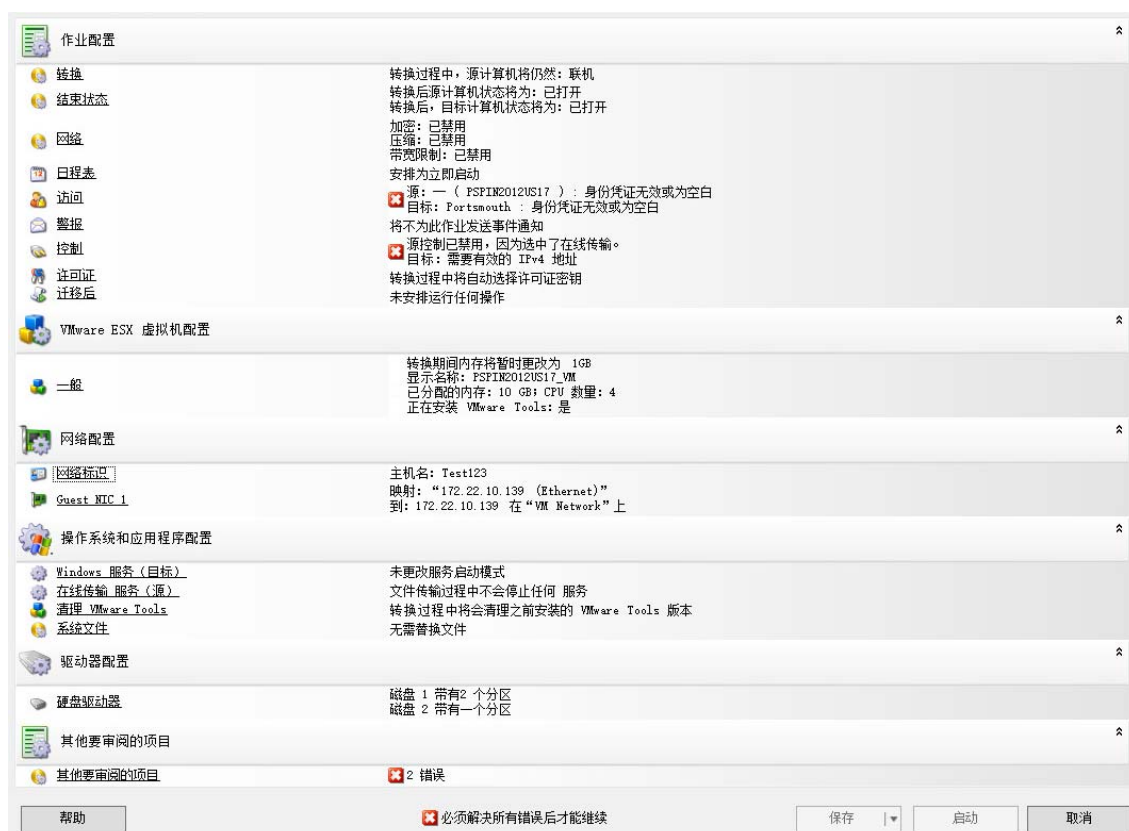 作业配置
转换
转换过程中，源计算机将仍然：联机
结束状态
转换后源计算机状态将为：已打开
转换后，目标计算机状态将为：已打开
网络
加密：已禁用
压缩：已禁用
带宽限制：已禁用
日程表
安排为立即启动
访问
源：一 ( PSPIN2012US17 ) : 身份凭证无效或为空白
目标: Portsmouth : 身份凭证无效或为空白
警报
将不为此作业发送事件通知
控制
源控制已禁用，因为选中了在线传输。
目标：需要有效的 IPv4 地址
许可证
转换过程中将自动选择许可证密钥
迁移后
未安排运行任何操作
VMware ESX 虚拟机配置
一般
转换期间内存将暂时更改为 1GB
显示名称：PSPIN2012US17_VM
已分配的内存：10 GB；CPU 数量：4
正在安装 VMware Tools：是
网络配置
网络标识
主机名：Test123
Guest NIC 1
映射：“172.22.10.139 (Ethernet)”
到：172.22.10.139 在“VM Network”上
操作系统和应用程序配置
Windows 服务（目标）
未更改服务启动模式
在线传输 服务（源）
文件传输过程中不会停止任何 服务
清理 VMware Tools
转换过程中将会清理之前安装的 VMware Tools 版本
系统文件
无需替换文件
驱动器配置
硬盘驱动器
磁盘 1 带有2 个分区
磁盘 2 带有一个分区
其他要审阅的项目
其他要审阅的项目
2 错误
帮助
必须解决所有错误后才能继续
保存
启动
取消